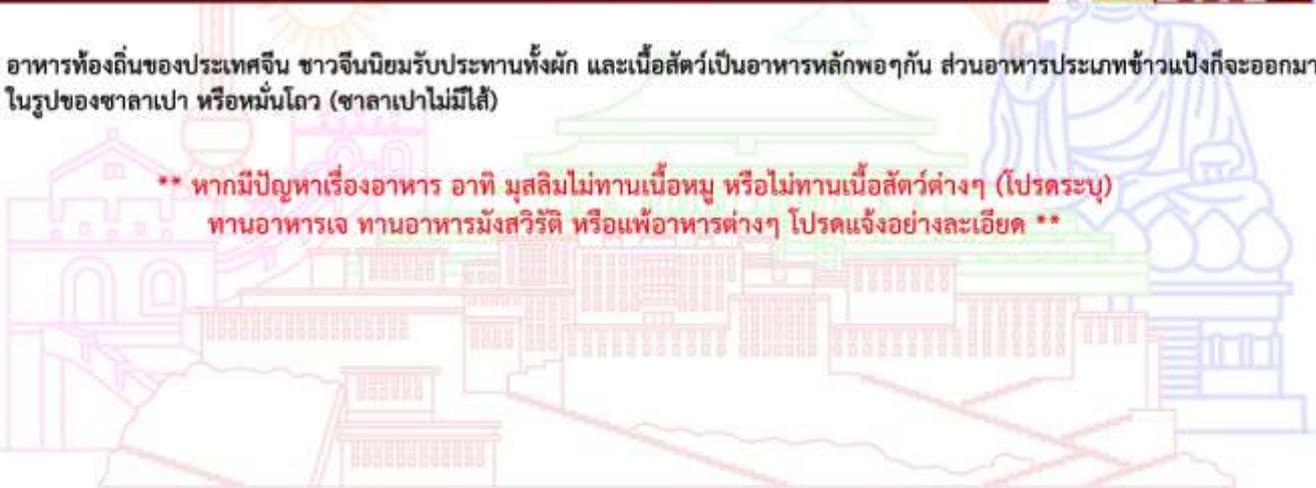 อาหารท้องถิ่นของประเทศจีน ชาวจีนนิยมรับประทานทั้งผัก และเนื้อสัตว์เป็นอาหารหลักพอๆกัน ส่วนอาหารประเภทข้าวแป้งก็จะออกมา
ในรูปของซาลาเปา หรือหมั่นโถว (ซาลาเปาไม่มีไส้)
** หากมีปัญหาเรื่องอาหาร อาทิ มุสลิมไม่ทานเนื้อหมู หรือไม่ทานเนื้อสัตว์ต่างๆ (โปรดระบุ)
ทานอาหารเจ ทานอาหารมังสวิรัติ หรือแพ้อาหารต่างๆ โปรดแจ้งอย่างละเอียด **